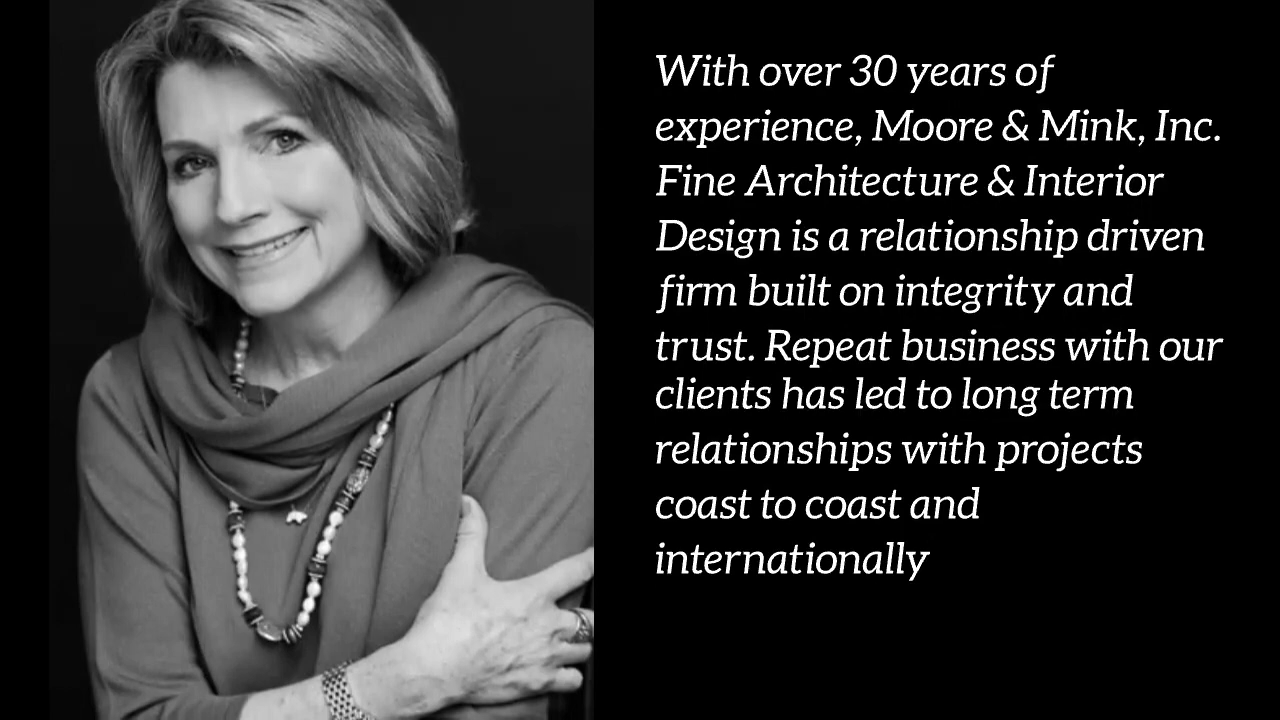 With over 30 years of
experience, Moore & Mink, Inc.
Fine Architecture & Interior
Design is a relationship driven
firm built on integrity and
trust. Repeat business with our
clients has led to long term
relationships with projects
coast to coast and
internationally